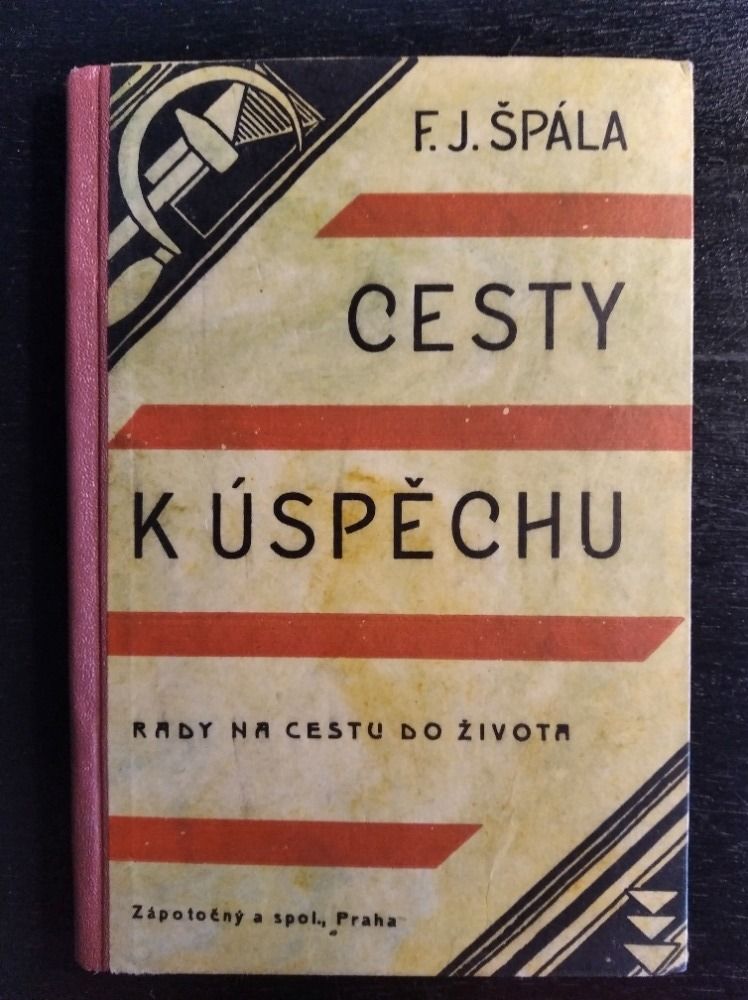 F. J. ŠPÁLA
CESTY
K ÚSPĚCHU
RADY NA CESTU DO ŽIVOTA
Zápotočný a spol., Praha